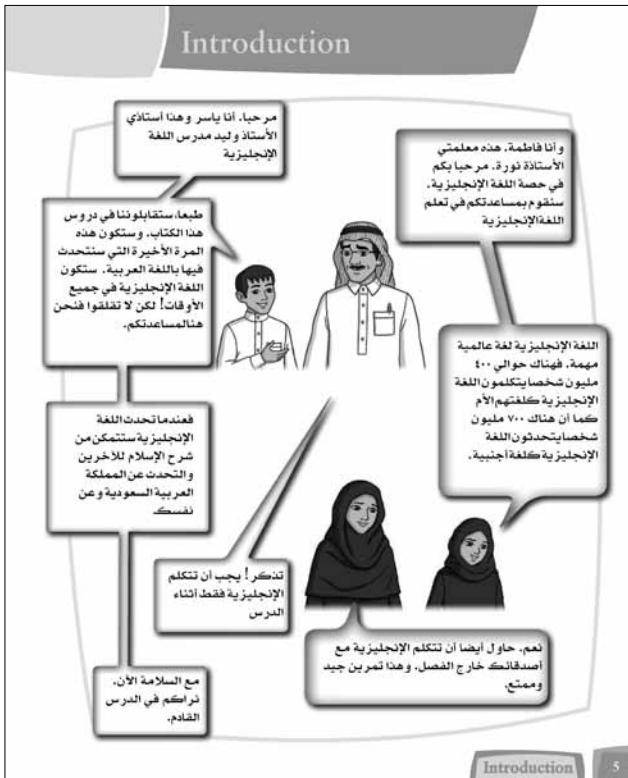 Introduction
مرحبا. أنا ياسر وهذا أستاذي
الأستاذ وليد مدرس اللغة
الإنجليزية
وأنا فاطمة. هذه معلمتي
الأستاذة نورة. مرحبا بكم
في حصة اللغة الإنجليزية.
سنقوم بمساعدتكم في تعلم
اللغة الإنجليزية
طبعا، ستقابلوننا في دروس
هذا الكتاب. وستكون هذه
المرة الأخيرة التي سنتحدث
فيها باللغة العربية. ستكون
اللغة الإنجليزية في جميع
الأوقات! لكن لا تقلقوا فنحن
هنا لمساعدتكم.
اللغة الإنجليزية لغة عالمية
مهمة. فهناك حوالي ٤٠٠
مليون شخصا يتكلمون اللغة
الإنجليزية كلغتهم الأم
كما أن هناك ٧٠٠ مليون
شخصا يتحدثون اللغة
الإنجليزية كلغة أجنبية.
فعندما تحدث اللغة
الإنجليزية ستتمكن من
شرح الإسلام للآخرين
والتحدث عن المملكة
العربية السعودية وعن
نفسك.
تذكر! يجب أن تتكلم
الإنجليزية فقط أثناء
الدرس
نعم. حاول أيضا أن تتكلم الإنجليزية مع
أصدقائك خارج الفصل. وهذا تمرين جيد
وممتع.
مع السلامة الآن.
نراكم في الدرس
القادم.
Introduction
5